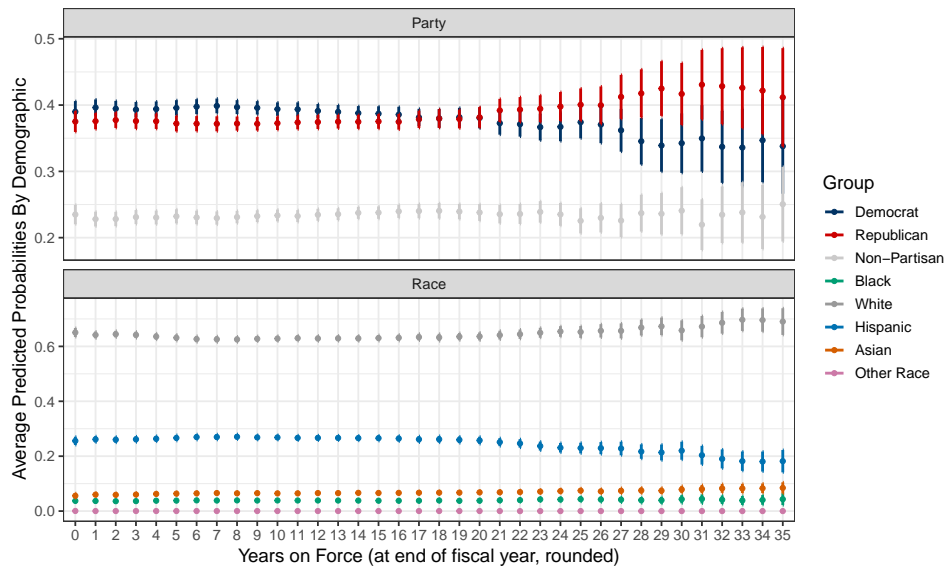 Party
0.5
0.4
0.3
0.2
Race
0.6
0.4
0.2
0.0
0 1 2 3 4 5 6 7 8 9 10 11 12 13 14 15 16 17 18 19 20 21 22 23 24 25 26 27 28 29 30 31 32 33 34 35
Years on Force (at end of fiscal year, rounded)
Average Predicted Probabilities By Demographic
Group
Democrat
Republican
Non−Partisan
Black
White
Hispanic
Asian
Other Race